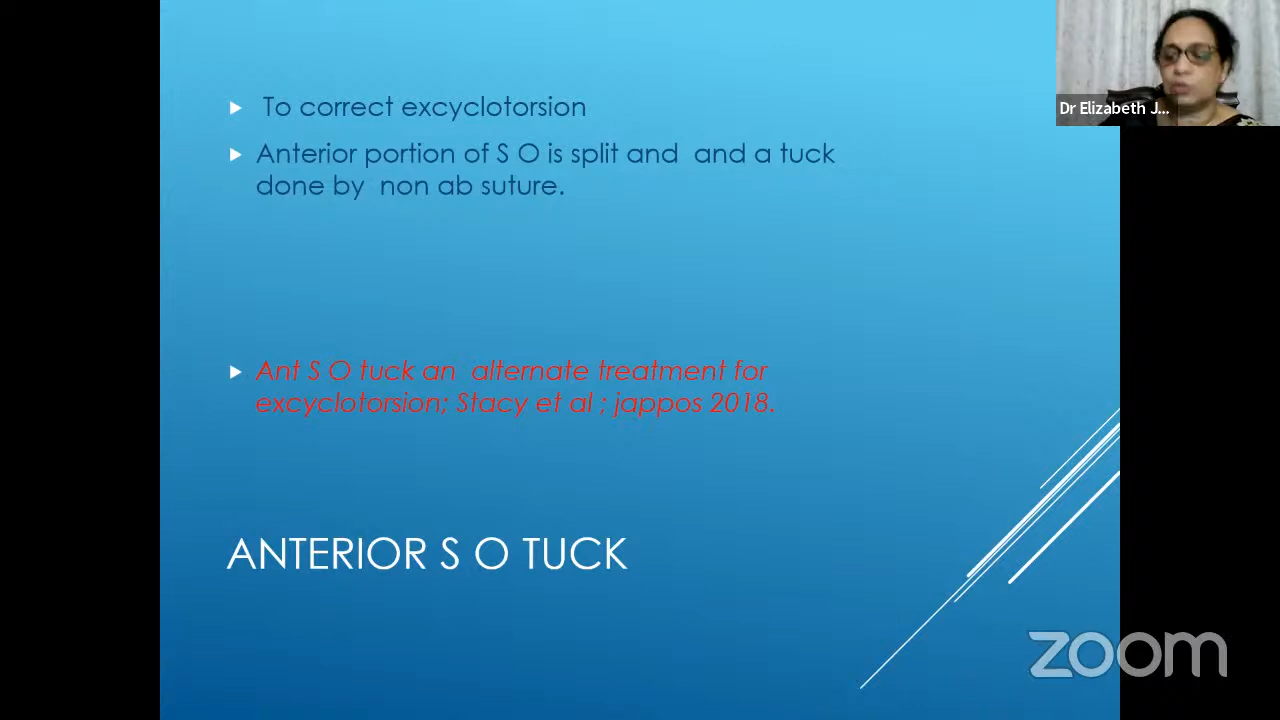 To correct excyclotorsion
Anterior portion of S O is split and  and a tuck
done by  non ab suture.
Ant S O tuck an  alternate treatment for
excyclotorsion; Stacy et al ; jappos 2018.
ANTERIOR S O TUCK
Dr Elizabeth J...
zoom